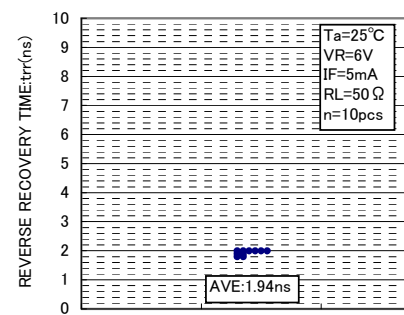 REVERSE RECOVERY TIME:trr(ns)
10
9
8
7
6
5
4
3
2
1
0
Ta=25℃
VR=6V
IF=5mA
RL=50Ω
n=10pcs
AVE:1.94ns